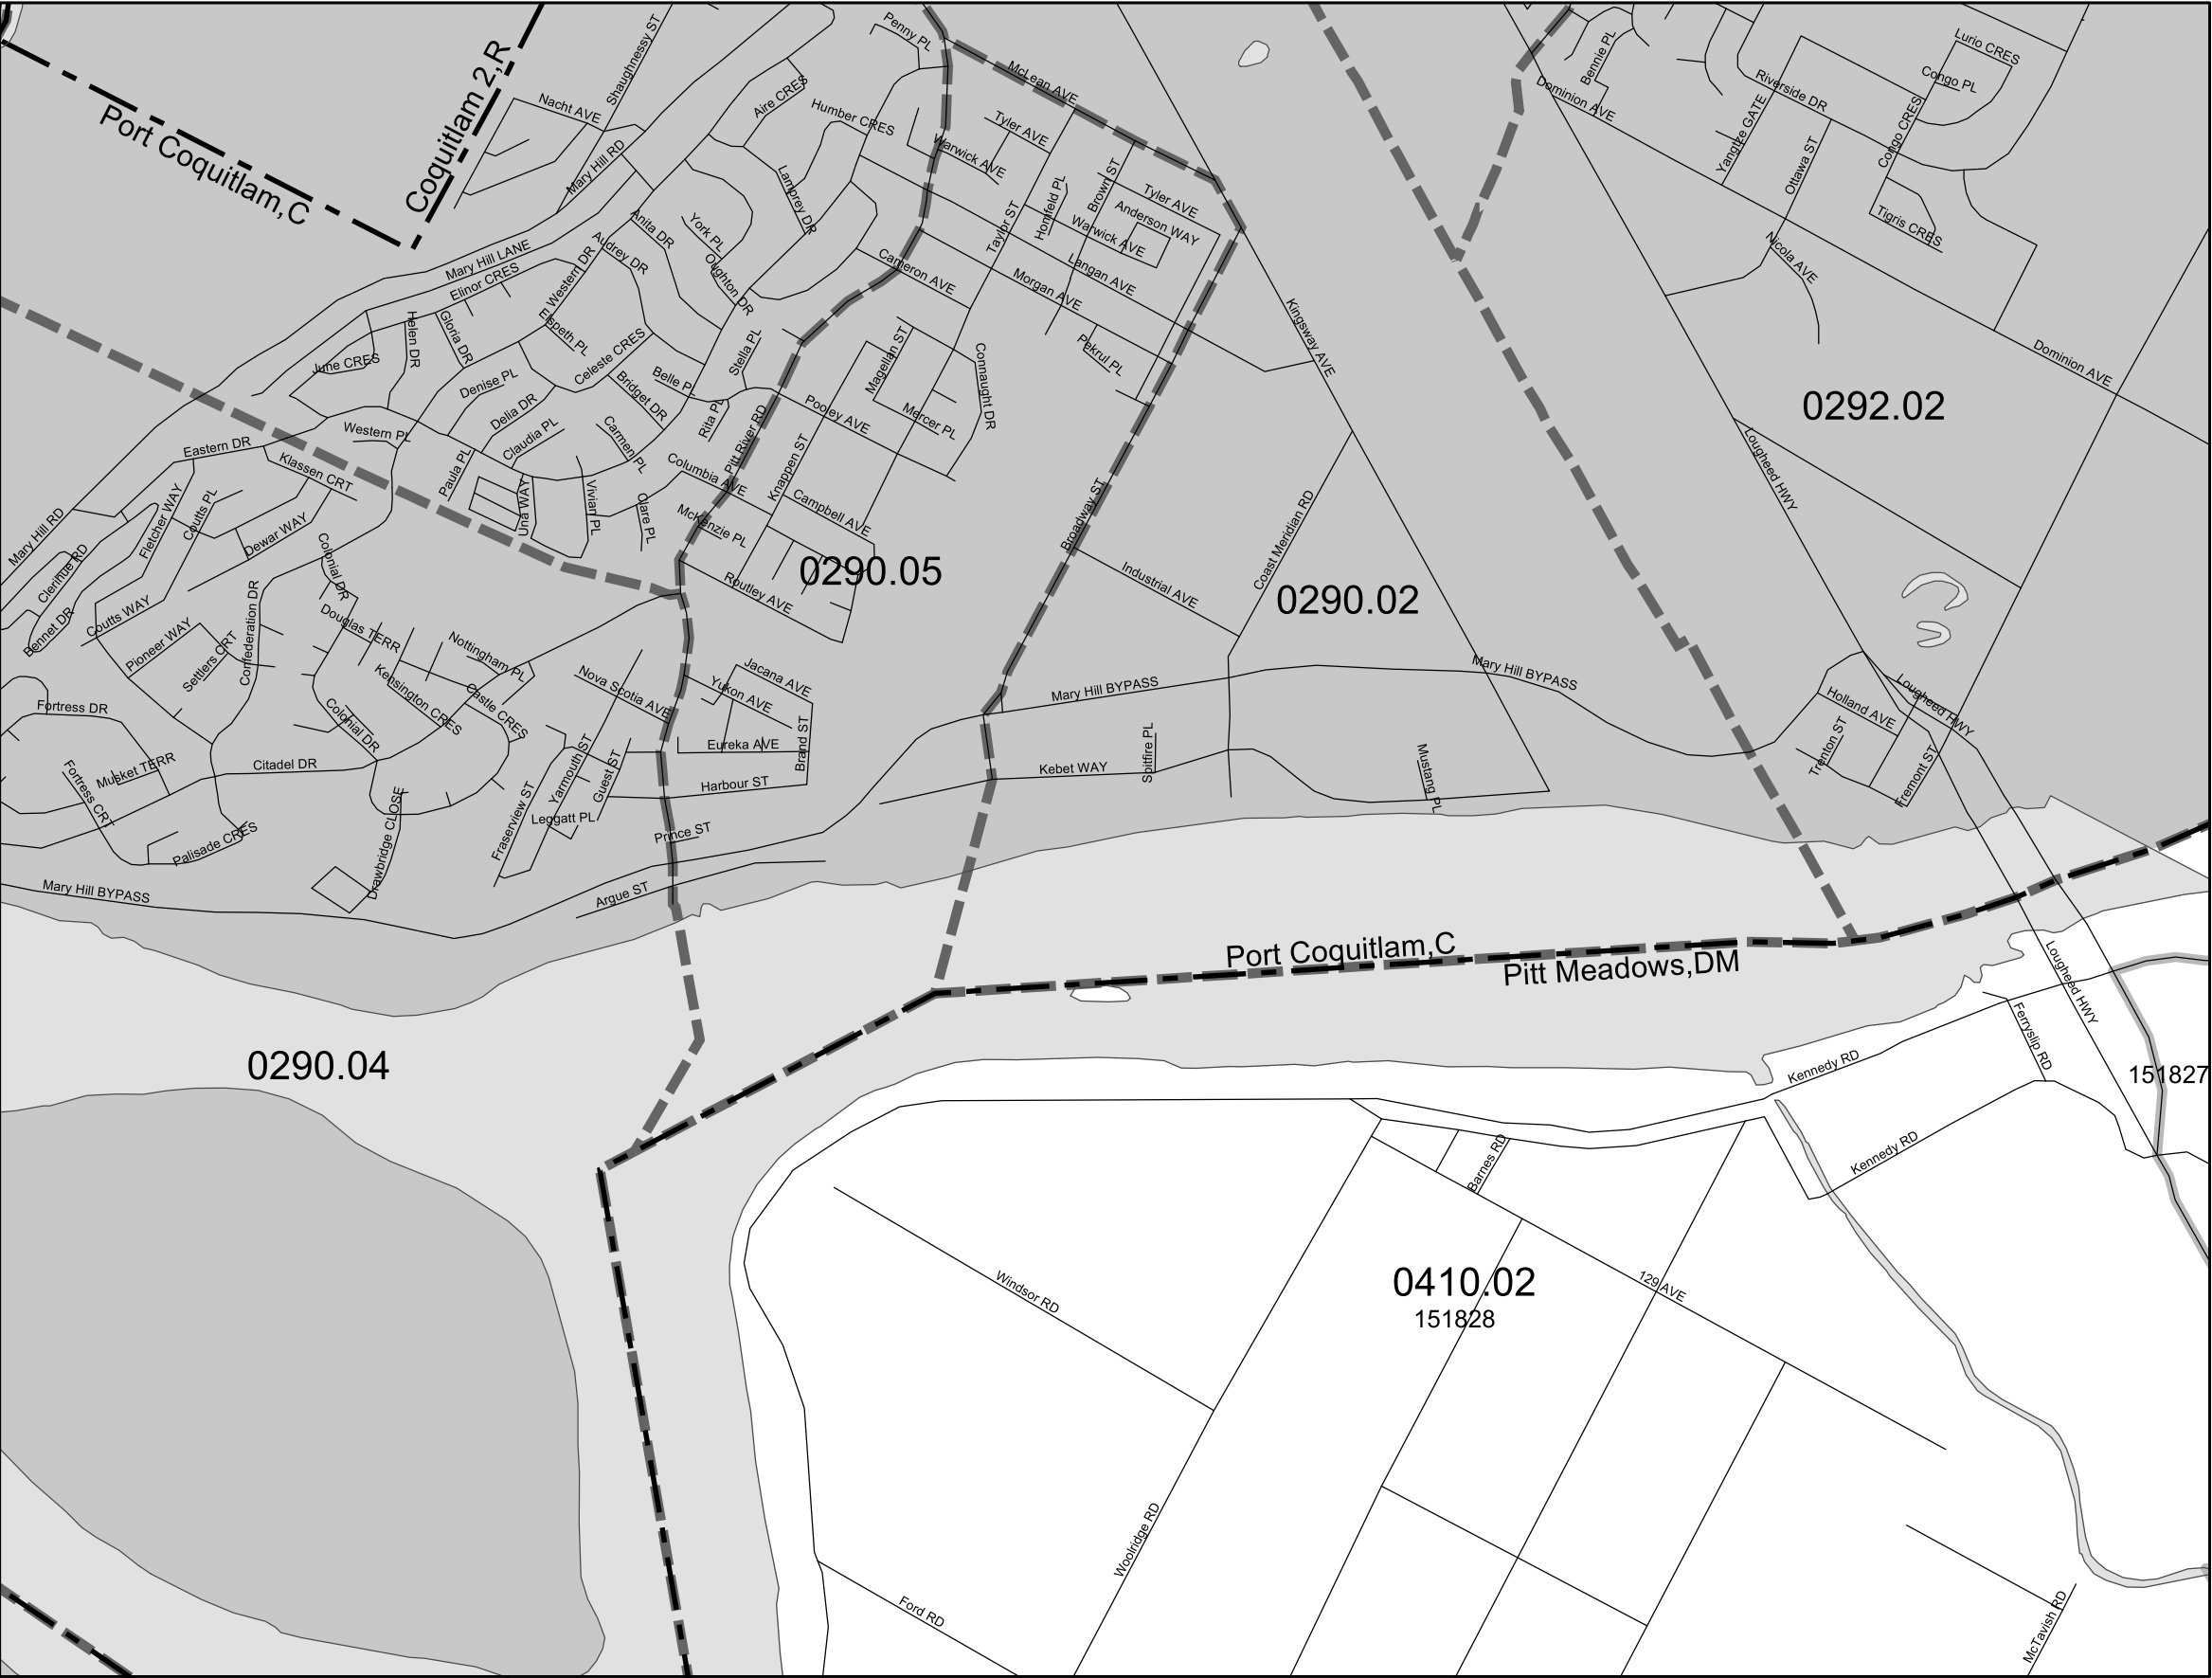 Penny PL
Shaughnessy ST
Lurio CRES
Bennie PL
McLean AVE
Congo PL
Riverside DR
Dominion AVE
Coquitlam 2,R
Port Coquitlam,C
Nacht AVE
Aire CRES
Humber CRES
Tyler AVE
Warwick AVE
Yangtze GATE
Congo CRES
Ottawa ST
Mary Hill RD
Lamprey DR
Brown ST
Homfeld PL
Tyler AVE
Anderson WAY
Warwick AVE
Taylor ST
Tigris CRES
Nicola AVE
Anita DR
York PL
Audrey DR
Oughton DR
Mary Hill LANE
Elinor CRES
Western DR
Cameron AVE
Langan AVE
Morgan AVE
Kingsway AVE
Helen DR
Gloria DR
Espeth PL
June CRES
Celeste CRES
Stella PL
Magellan ST
Connaught DR
Pekrul PL
Dominion AVE
Denise PL
Belle PL
Bridget DR
Delia DR
Rita PL
Pitt River RD
Pooley AVE
Mercer PL
0292.02
Western PL
Eastern DR
Klassen CRT
Claudia PL
Carmen PL
Paula PL
Columbia AVE
Knappen ST
Lougheed HWY
Una WAY
Vivian PL
Clare PL
Campbell AVE
McKenzie PL
Broadway ST
Coast Meridian RD
Fletcher WAY
Coutts PL
Dewar WAY
Mary Hill RD
Clerihue RD
Bennet DR
Coutts WAY
Colonial DR
0290.05
Routley AVE
Industrial AVE
0290.02
Pioneer WAY
Settlers CRT
Confederation DR
Douglas TERR
Nottingham PL
Kensington CRES
Castle CRES
Nova Scotia AVE
Yukon AVE
Jacana AVE
Mary Hill BYPASS
Mary Hill BYPASS
Holland AVE
Lougheed HWY
Fortress DR
Colonial DR
Eureka AVE
Brand ST
Trenton ST
Fremont ST
Musket TERR
Citadel DR
Fortress CRT
Yarmouth ST
Guest ST
Harbour ST
Kebet WAY
Spitfire PL
Mustang PL
Fraserview ST
Leggatt PL
Prince ST
Palisade CRES
Drawbridge CLOSE
Mary Hill BYPASS
Argue ST
Port Coquitlam,C
Pitt Meadows,DM
Lougheed HWY
Ferryslip RD
0290.04
Kennedy RD
151827
Kennedy RD
Barnes RD
0410.02
151828
129 AVE
Windsor RD
Woolridge RD
Ford RD
McTavish RD